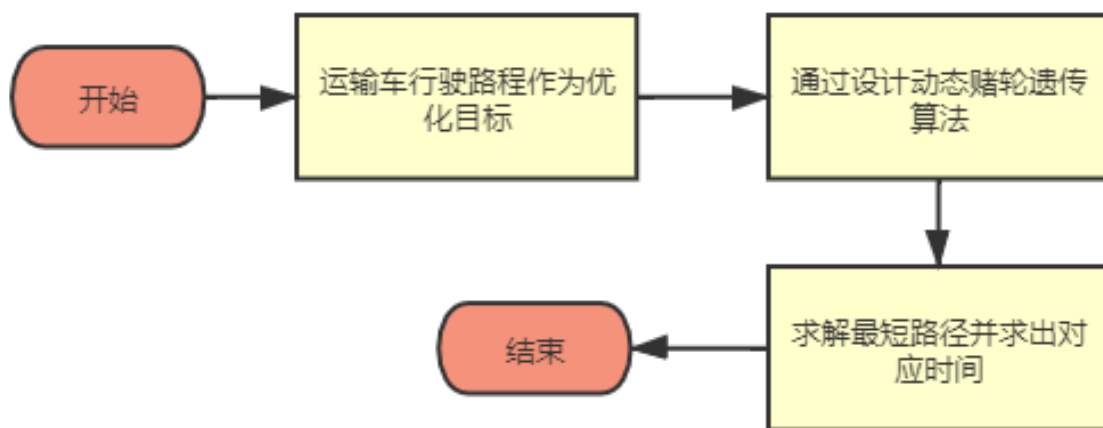 开始
运输车行驶路程作为优
化目标
通过设计动态赌轮遗传
算法
求解最短路径并求出对
应时间
结束